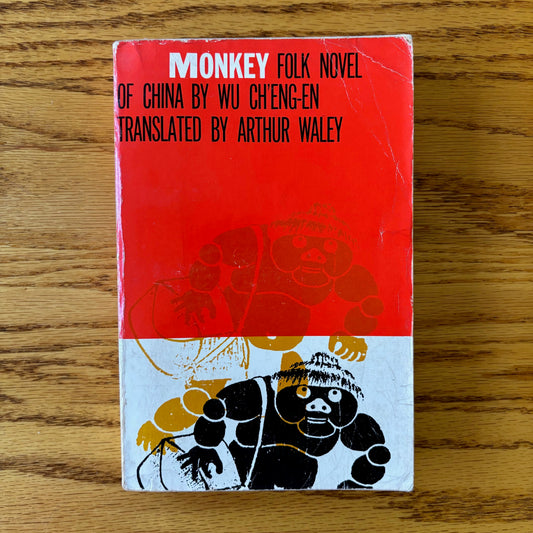 MONKEY FOLK NOVEL
OF CHINA BY WU CH'ENG-EN
TRANSLATED BY ARTHUR WALEY